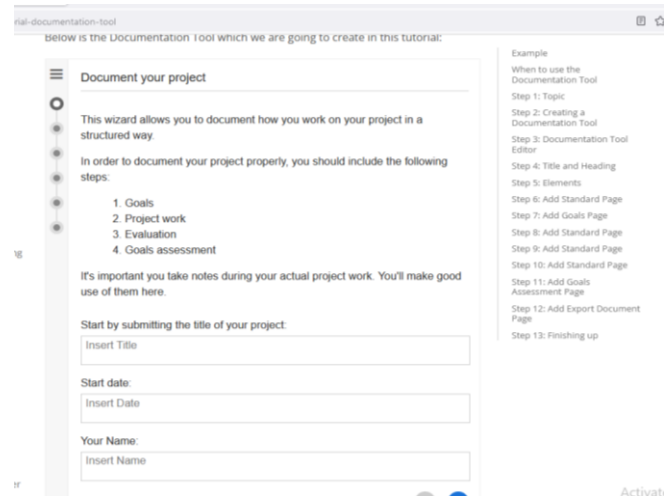 rial-documentation-tool
Below is the Documentation Tool which we are going to create in this tutorial:
Document your project
This wizard allows you to document how you work on your project in a
structured way.
In order to document your project properly, you should include the following
steps:
1. Goals
2. Project work
3. Evaluation
4. Goals assessment
It's important you take notes during your actual project work. You'll make good
use of them here.
Start by submitting the title of your project:
Insert Title
Start date:
Insert Date
Your Name:
Insert Name
Example
When to use the
Documentation Tool
Step 1: Topic
Step 2: Creating a
Documentation Tool
Step 3: Documentation Tool
Editor
Step 4: Title and Heading
Step 5: Elements
Step 6: Add Standard Page
Step 7: Add Goals Page
Step 8: Add Standard Page
Step 9: Add Standard Page
Step 10: Add Standard Page
Step 11: Add Goals
Assessment Page
Step 12: Add Export Document
Page
Step 13: Finishing up
er
Activat